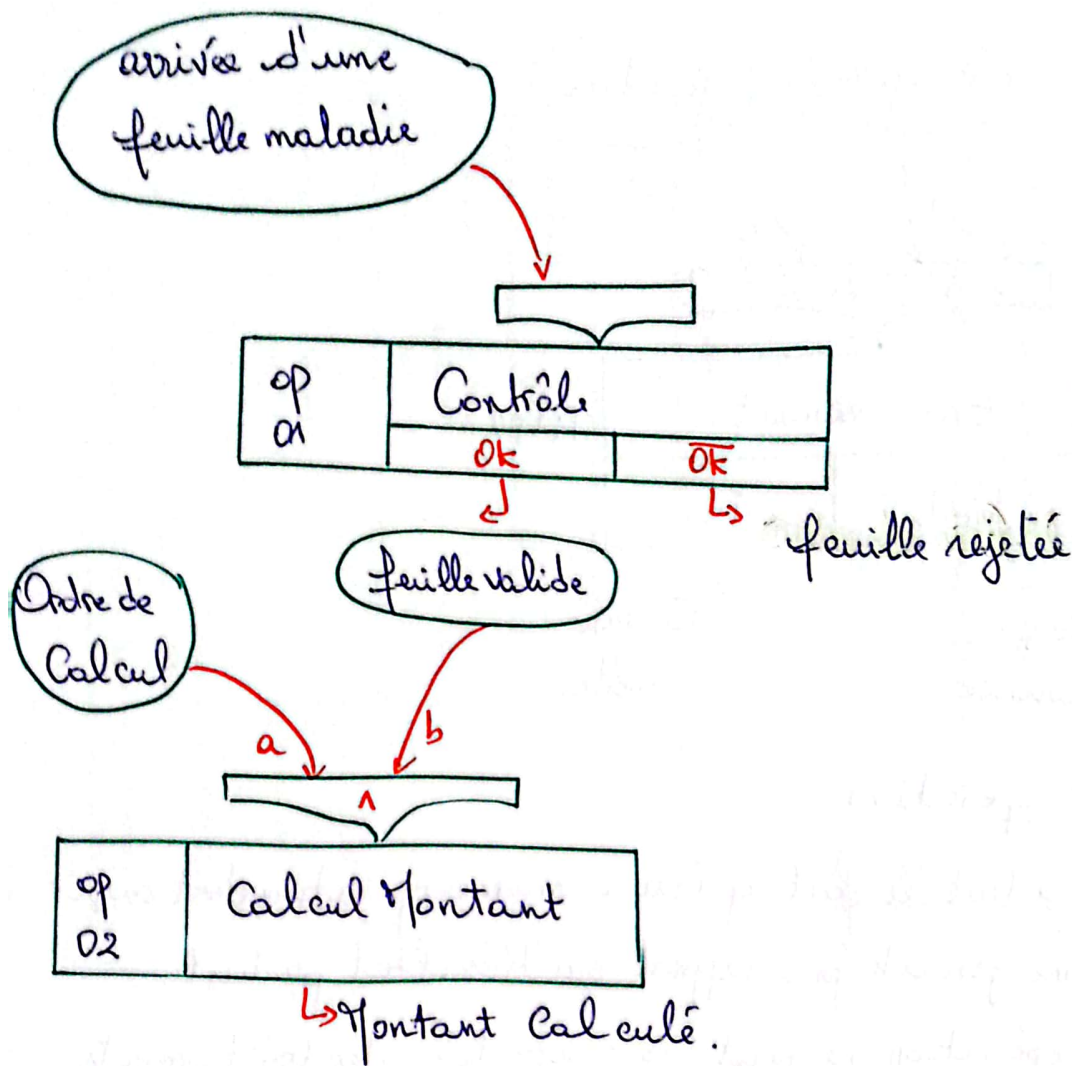 arrivée d'une
feuille maladie
op
01
Contrôle
Ok
O̅k̅
feuille rejetée
Ordre de
Calcul
feuille valide
a
b
∧
op
02
Calcul Montant
Montant Calculé.